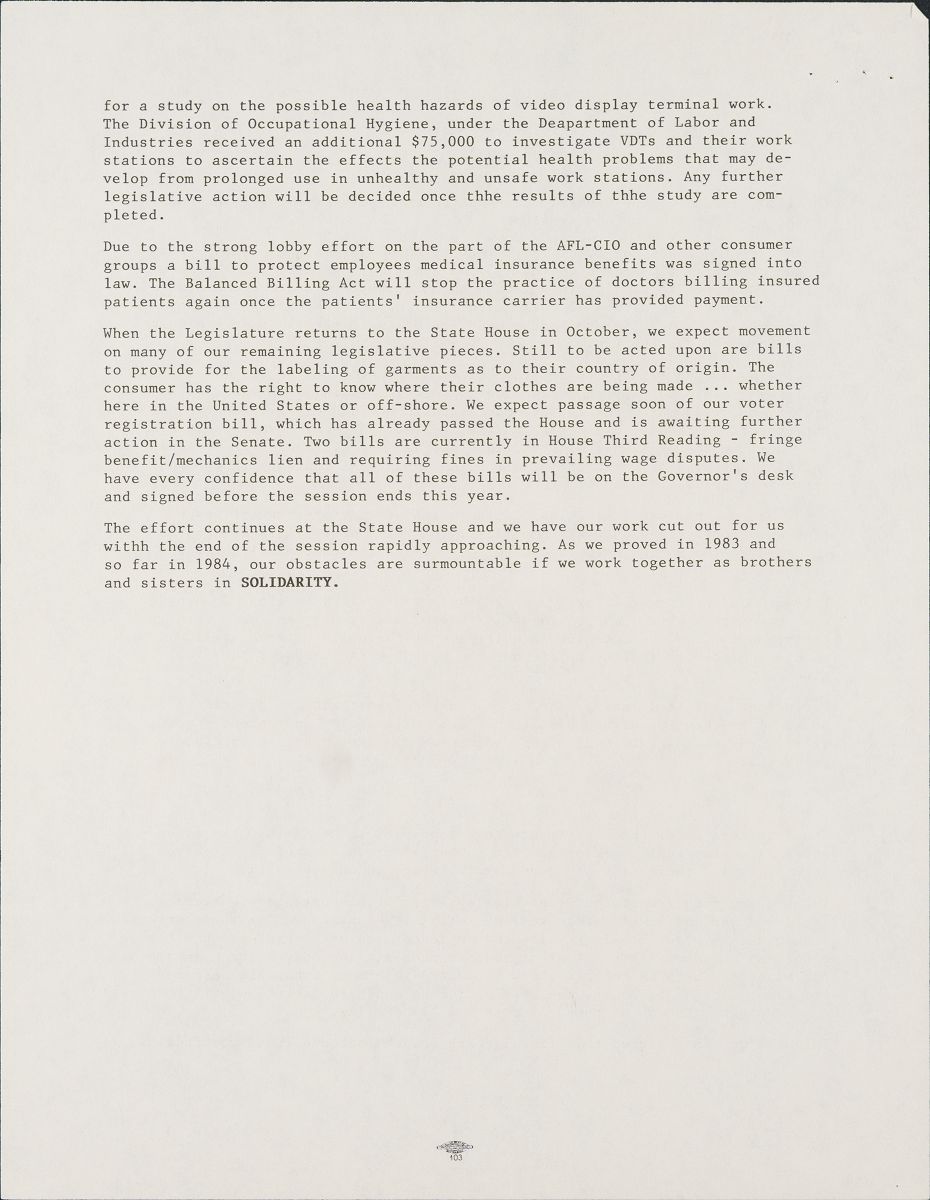 for a study on the possible health hazards of video display terminal work.
The Division of Occupational Hygiene, under the Deapartment of Labor and
Industries received an additional $75,000 to investigate VDTs and their work
stations to ascertain the effects the potential health problems that may de-
velop from prolonged use in unhealthy and unsafe work stations. Any further
legislative action will be decided once thhe results of thhe study are com-
pleted.
Due to the strong lobby effort on the part of the AFL-CIO and other consumer
groups a bill to protect employees medical insurance benefits was signed into
law. The Balanced Billing Act will stop the practice of doctors billing insured
patients again once the patients' insurance carrier has provided payment.
When the Legislature returns to the State House in October, we expect movement
on many of our remaining legislative pieces. Still to be acted upon are bills
to provide for the labeling of garments as to their country of origin. The
consumer has the right to know where their clothes are being made ... whether
here in the United States or off-shore. We expect passage soon of our voter
registration bill, which has already passed the House and is awaiting further
action in the Senate. Two bills are currently in House Third Reading - fringe
benefit/mechanics lien and requiring fines in prevailing wage disputes. We
have every confidence that all of these bills will be on the Governor's desk
and signed before the session ends this year.
The effort continues at the State House and we have our work cut out for us
withh the end of the session rapidly approaching. As we proved in 1983 and
so far in 1984, our obstacles are surmountable if we work together as brothers
and sisters in SOLIDARITY.
103